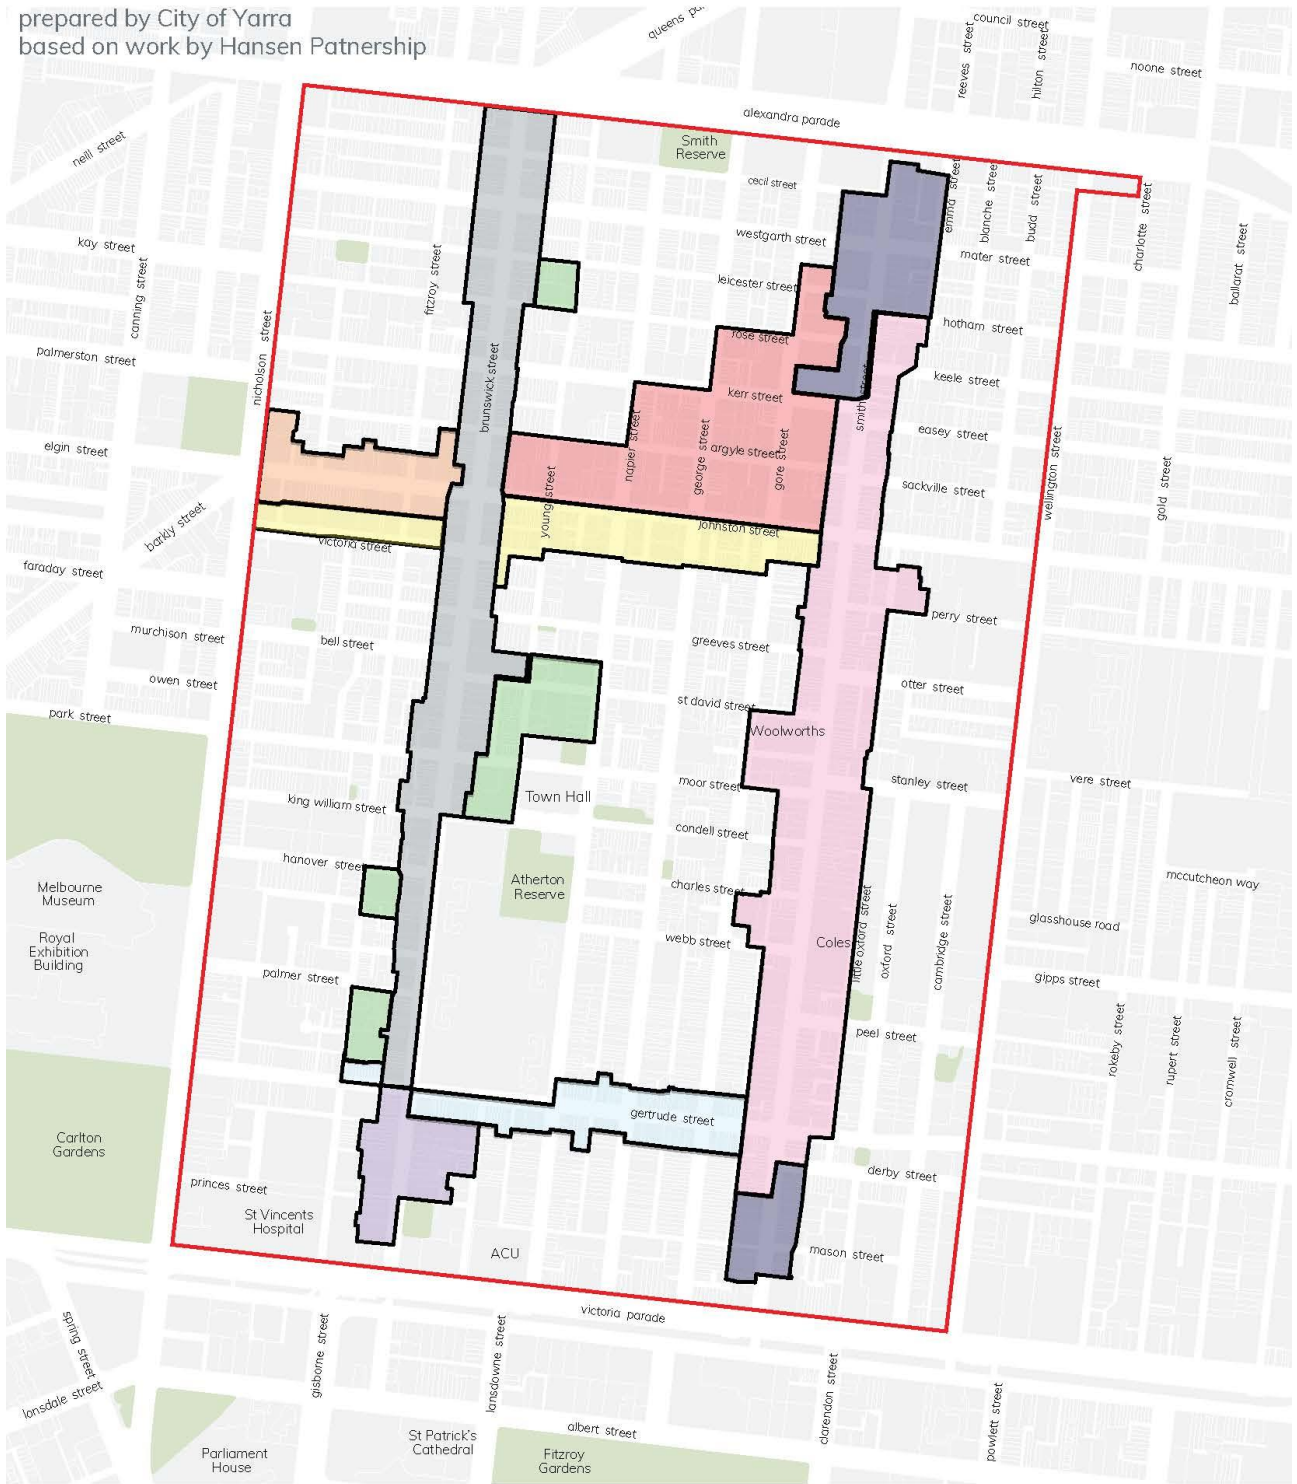 prepared by City of Yarra
based on work by Hansen Patnership
council street
reeves street
hilton street
noone street
alexandra parade
neill street
Smith
Reserve
cecil street
emma street
blanche street
budd street
charlotte street
ballarat street
kay street
canning street
fitzroy street
westgarth street
mater street
leicester street
nicholson street
palmerston street
brunswick street
rose street
hotham street
kerr street
smith street
keele street
elgin street
napier street
george street
argyle street
gore street
easey street
wellington street
gold street
sackville street
barkly street
young street
johnston street
victoria street
faraday street
murchison street
bell street
greeves street
perry street
owen street
otter street
park street
st david street
Woolworths
moor street
stanley street
vere street
king william street
Town Hall
condell street
hanover street
Melbourne
Museum
Atherton
Reserve
charles street
little oxford street
oxford street
cambridge street
mccutcheon way
glasshouse road
Royal
Exhibition
Building
webb street
Coles
palmer street
gipps street
peel street
rokeby street
rupert street
cromwell street
gertrude street
Carlton
Gardens
derby street
princes street
St Vincents
Hospital
ACU
mason street
victoria parade
spring street
gisborne street
lansdowne street
lonsdale street
clarendon street
powlett street
albert street
Parliament
House
St Patrick's
Cathedral
Fitzroy
Gardens